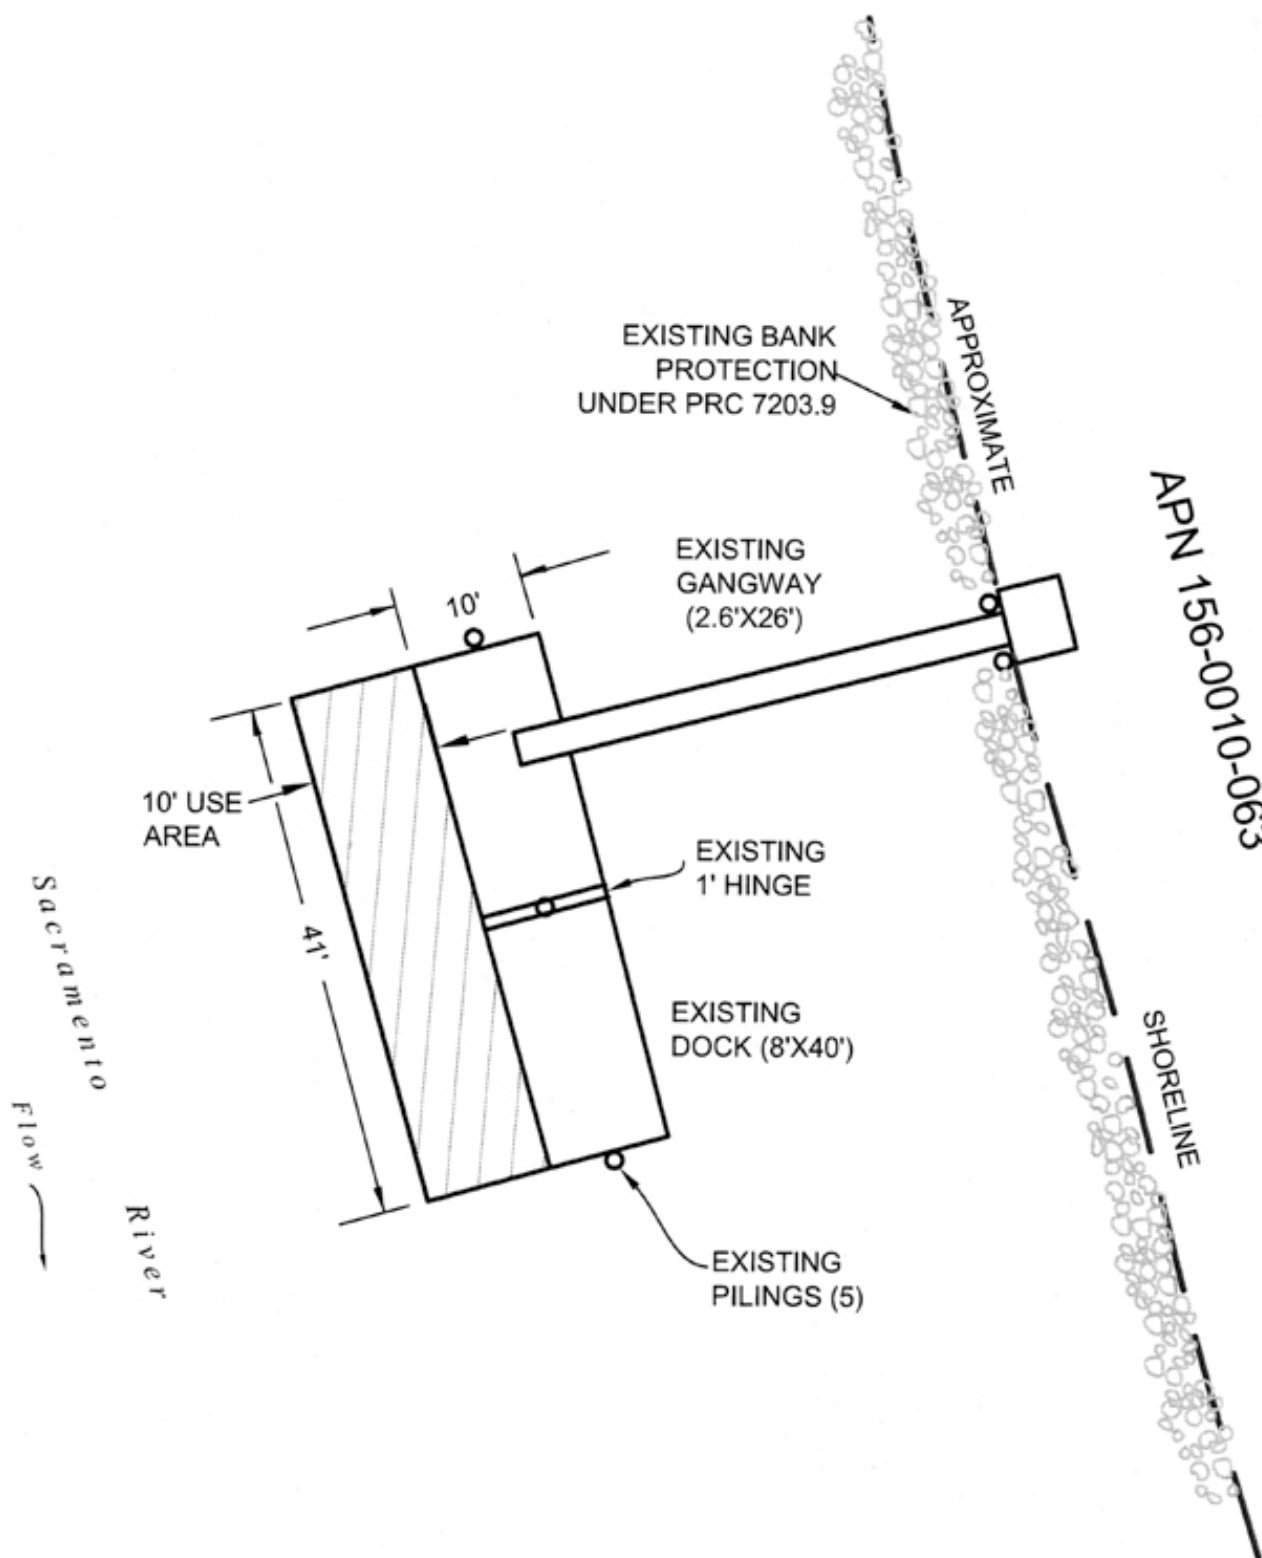 EXISTING BANK
PROTECTION
UNDER PRC 7203.9
APPROXIMATE
APN 156-0010-063
EXISTING
GANGWAY
(2.6'X26')
10'
10' USE
AREA
41'
EXISTING
1' HINGE
EXISTING
DOCK (8'X40')
SHORELINE
EXISTING
PILINGS (5)
Sacramento
River
Flow